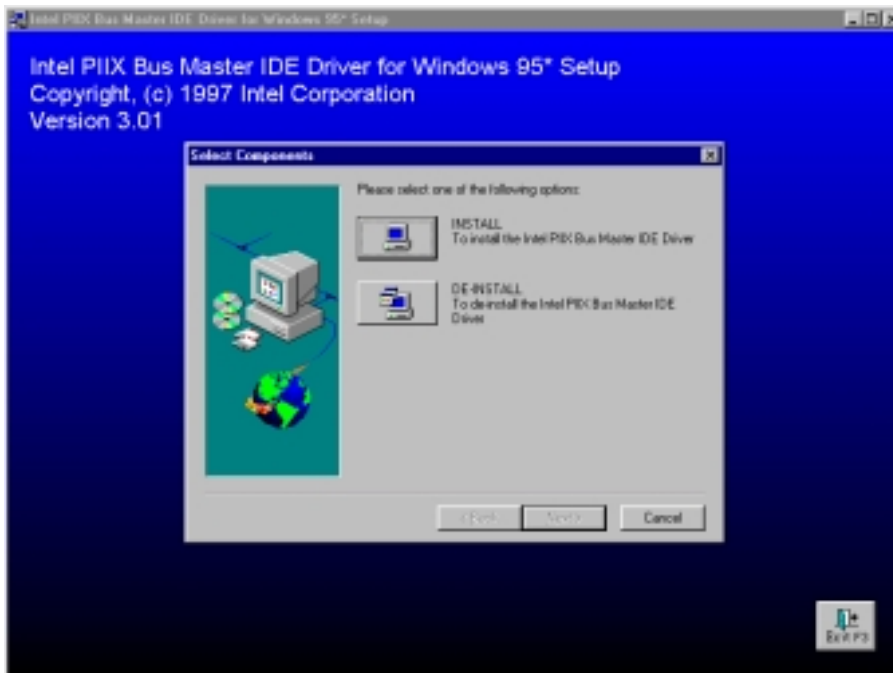 Intel PIIX Bus Master IDE Driver for Windows 95* Setup
Intel PIIX Bus Master IDE Driver for Windows 95* Setup
Copyright, (c) 1997 Intel Corporation
Version 3.01
Select Components
Please select one of the following options:
INSTALL
To install the Intel PIIX Bus Master IDE Driver
DE-INSTALL
To de-install the Intel PIIX Bus Master IDE
Driver
< Back
Next >
Cancel
Exit F3